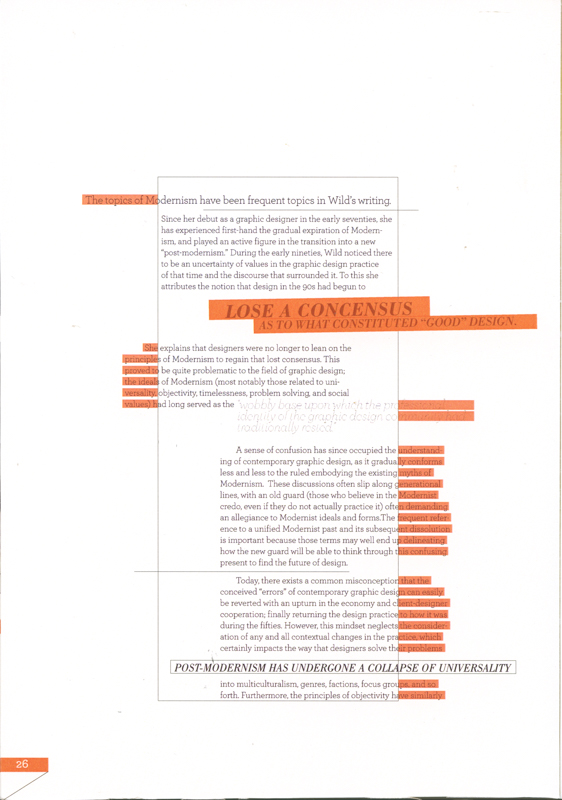 The topics of Modernism have been frequent topics in Wild's writing.
Since her debut as a graphic designer in the early seventies, she
has experienced first-hand the gradual expiration of Modern-
ism, and played an active figure in the transition into a new
“post-modernism.” During the early nineties, Wild noticed there
to be an uncertainty of values in the graphic design practice
of that time and the discourse that surrounded it. To this she
attributes the notion that design in the 90s had begun to
LOSE A CONCENSUS
AS TO WHAT CONSTITUTED “GOOD” DESIGN.
She explains that designers were no longer to lean on the
principles of Modernism to regain that lost consensus. This
proved to be quite problematic to the field of graphic design;
the ideals of Modernism (most notably those related to uni-
versality, objectivity, timelessness, problem solving, and social
values) had long served as the wobbly base upon which the
identity of the graphic design community had
traditionally rested.
A sense of confusion has since occupied the understand-
ing of contemporary graphic design, as it gradually conforms
less and less to the ruled embodying the existing myths of
Modernism. These discussions often slip along generational
lines, with an old guard (those who believe in the Modernist
credo, even if they do not actually practice it) often demanding
an allegiance to Modernist ideals and forms.The frequent refer-
ence to a unified Modernist past and its subsequent dissolution
is important because those terms may well end up delinesting
how the new guard will be able to think through this confusing
present to find the future of design.
Today, there exists a common misconception that the
conceived “errors” of contemporary graphic design can easily
be reverted with an upturn in the economy and client-designer
cooperation; finally returning the design practice to how it was
during the fifties. However, this mindset neglects the consider-
ation of any and all contextual changes in the practice, which
certainly impacts the way that designers solve their problems.
POST-MODERNISM HAS UNDERGONE A COLLAPSE OF UNIVERSALITY
into multiculturalism, genres, factions, focus groups, and so
forth. Furthermore, the principles of objectivity have similarly
26